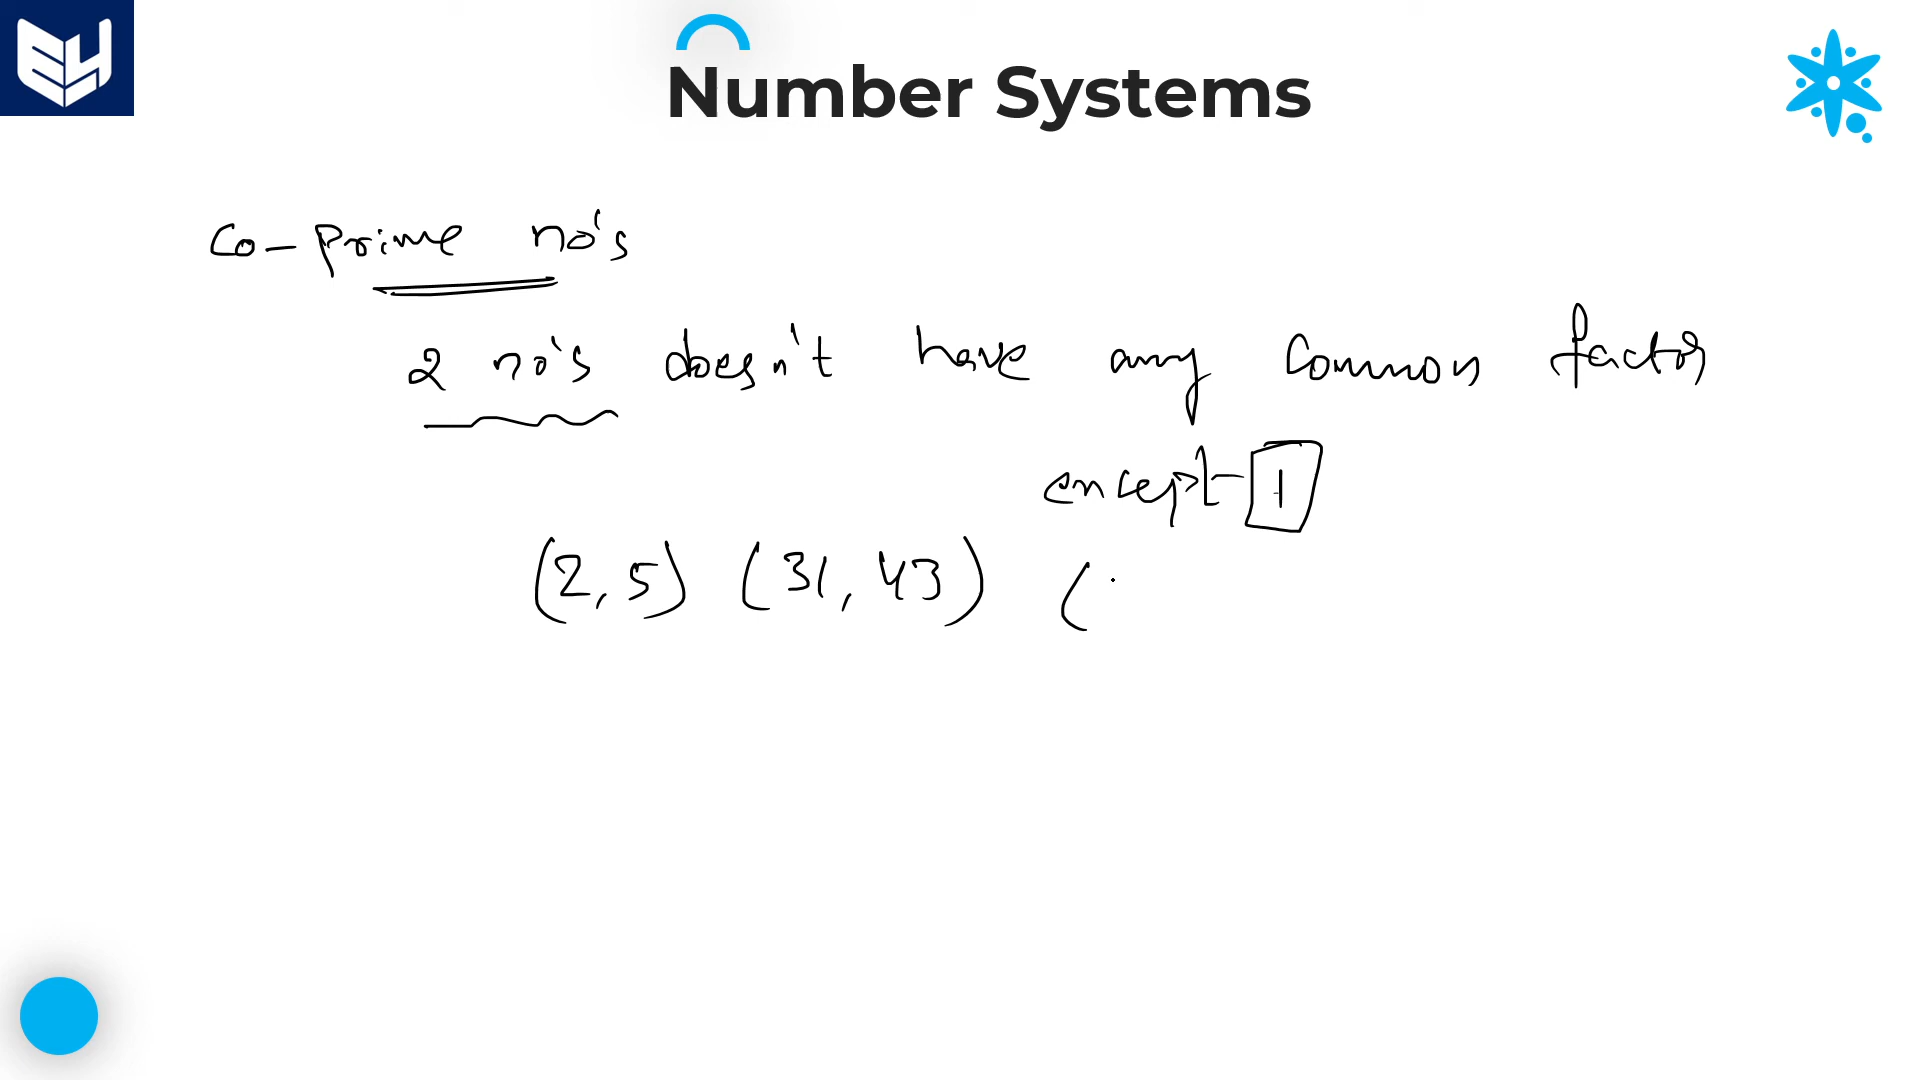 Number Systems
Co-prime no's
2 no's doesn't have any common factor
except 1
(2, 5) (31, 43) (